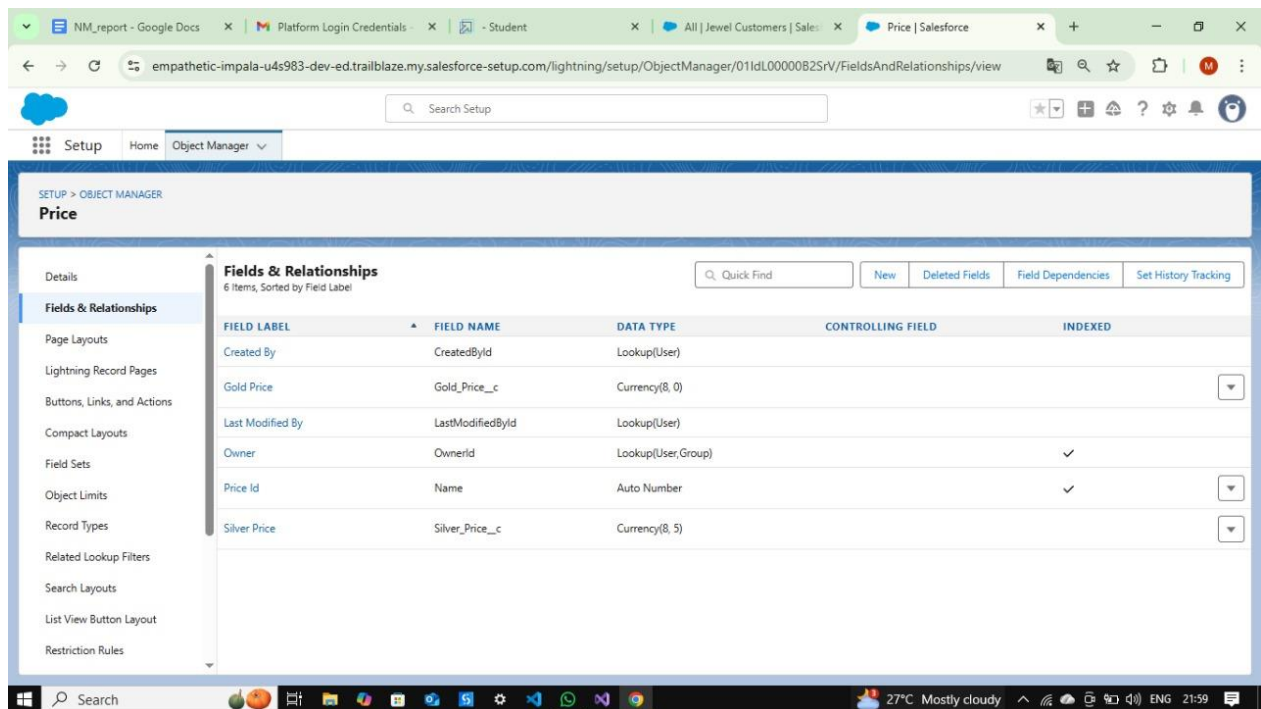 NM_report - Google Docs
Platform Login Credentials -
- Student
All | Jewel Customers | Sales
Price | Salesforce
empathetic-impala-u4s983-dev-ed.trailblaze.my.salesforce-setup.com/lightning/setup/ObjectManager/01IdL00000B2SrV/FieldsAndRelationships/view
M
Search Setup
Setup Home Object Manager
SETUP > OBJECT MANAGER
Price
Details
Fields & Relationships
Page Layouts
Lightning Record Pages
Buttons, Links, and Actions
Compact Layouts
Field Sets
Object Limits
Record Types
Related Lookup Filters
Search Layouts
List View Button Layout
Restriction Rules
Fields & Relationships
6 Items, Sorted by Field Label
Quick Find
New Deleted Fields Field Dependencies Set History Tracking
FIELD LABEL FIELD NAME DATA TYPE CONTROLLING FIELD INDEXED
Created By CreatedById Lookup(User)
Gold Price Gold_Price__c Currency(8, 0)
Last Modified By LastModifiedById Lookup(User)
Owner OwnerId Lookup(User,Group)
Price Id Name Auto Number
Silver Price Silver_Price__c Currency(8, 5)
Search
27°C Mostly cloudy ENG 21:59